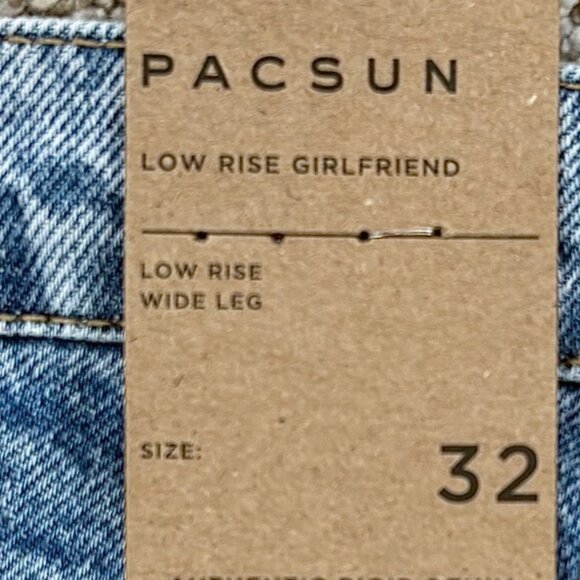 PACSUN
LOW RISE GIRLFRIEND
LOW RISE
WIDE LEG
SIZE: 32